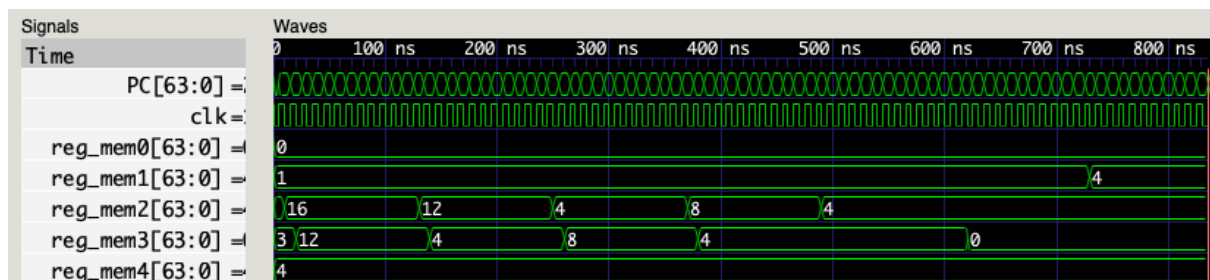 Signals Waves
Time 0 100 ns 200 ns 300 ns 400 ns 500 ns 600 ns 700 ns 800 ns
PC[63:0] =
clk=
reg_mem0[63:0] = 0
reg_mem1[63:0] = 1 4
reg_mem2[63:0] = 16 12 4 8 4
reg_mem3[63:0] = 3 12 4 8 4 0
reg_mem4[63:0] = 4